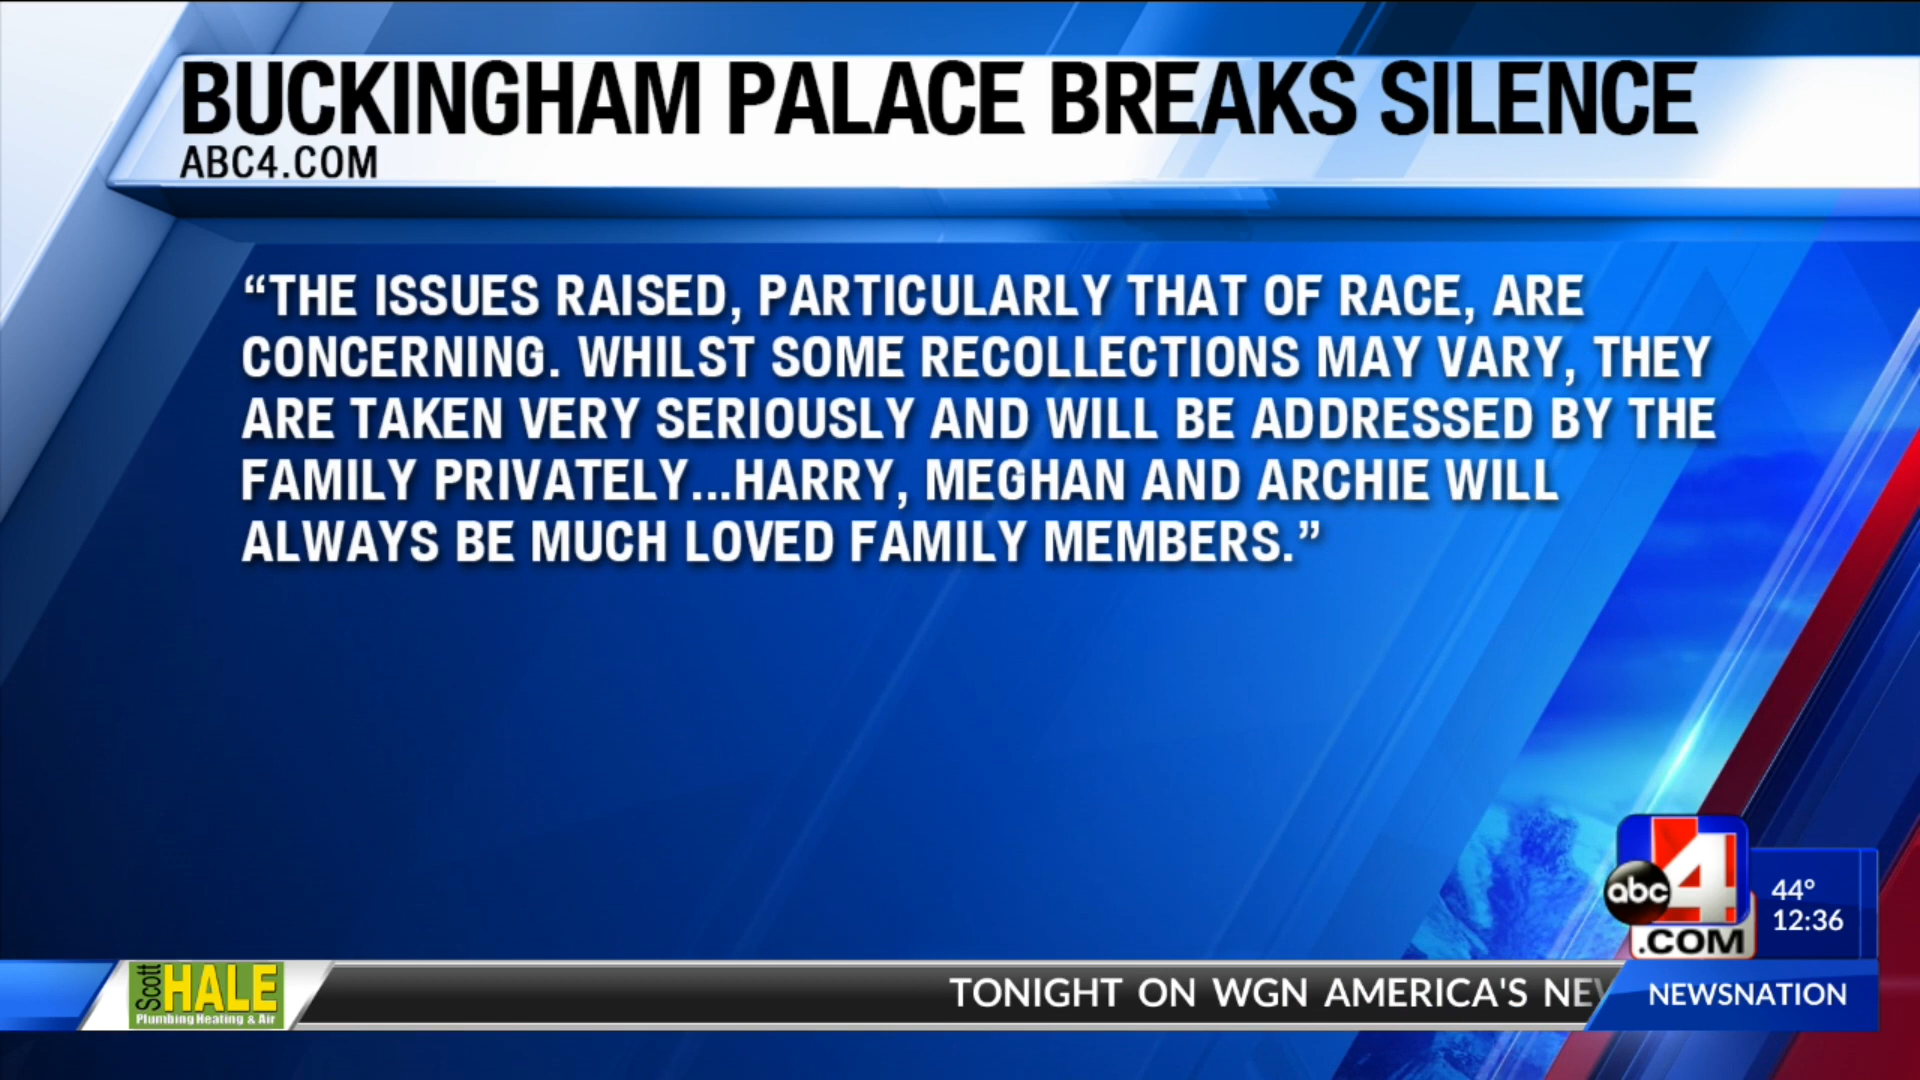 BUCKINGHAM PALACE BREAKS SILENCE
ABC4.COM
“THE ISSUES RAISED, PARTICULARLY THAT OF RACE, ARE
CONCERNING. WHILST SOME RECOLLECTIONS MAY VARY, THEY
ARE TAKEN VERY SERIOUSLY AND WILL BE ADDRESSED BY THE
FAMILY PRIVATELY...HARRY, MEGHAN AND ARCHIE WILL
ALWAYS BE MUCH LOVED FAMILY MEMBERS.”
abc 4
.COM
44°
12:36
Scott HALE
Plumbing Heating & Air
TONIGHT ON WGN AMERICA'S NEW
NEWSNATION